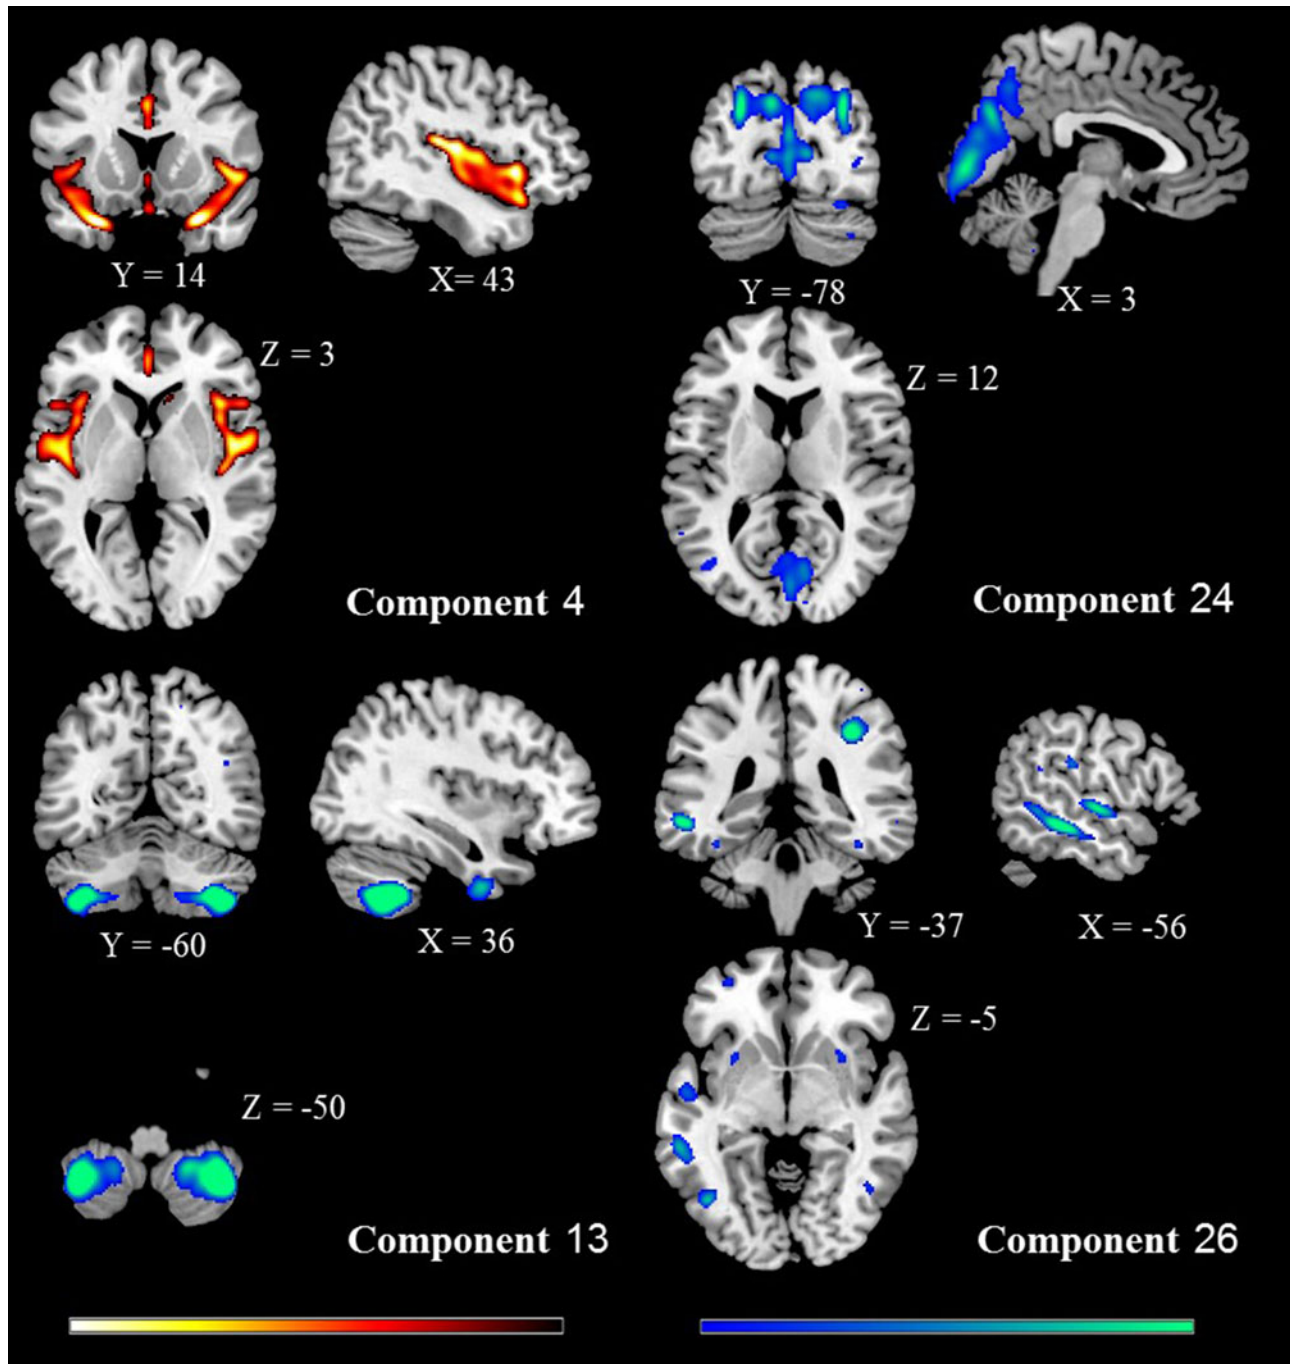 Y = 14
X= 43
Z = 3
Component 4
Y = -78
X = 3
Z = 12
Component 24
Y = -60
X = 36
Z = -50
Component 13
Y = -37
X = -56
Z = -5
Component 26